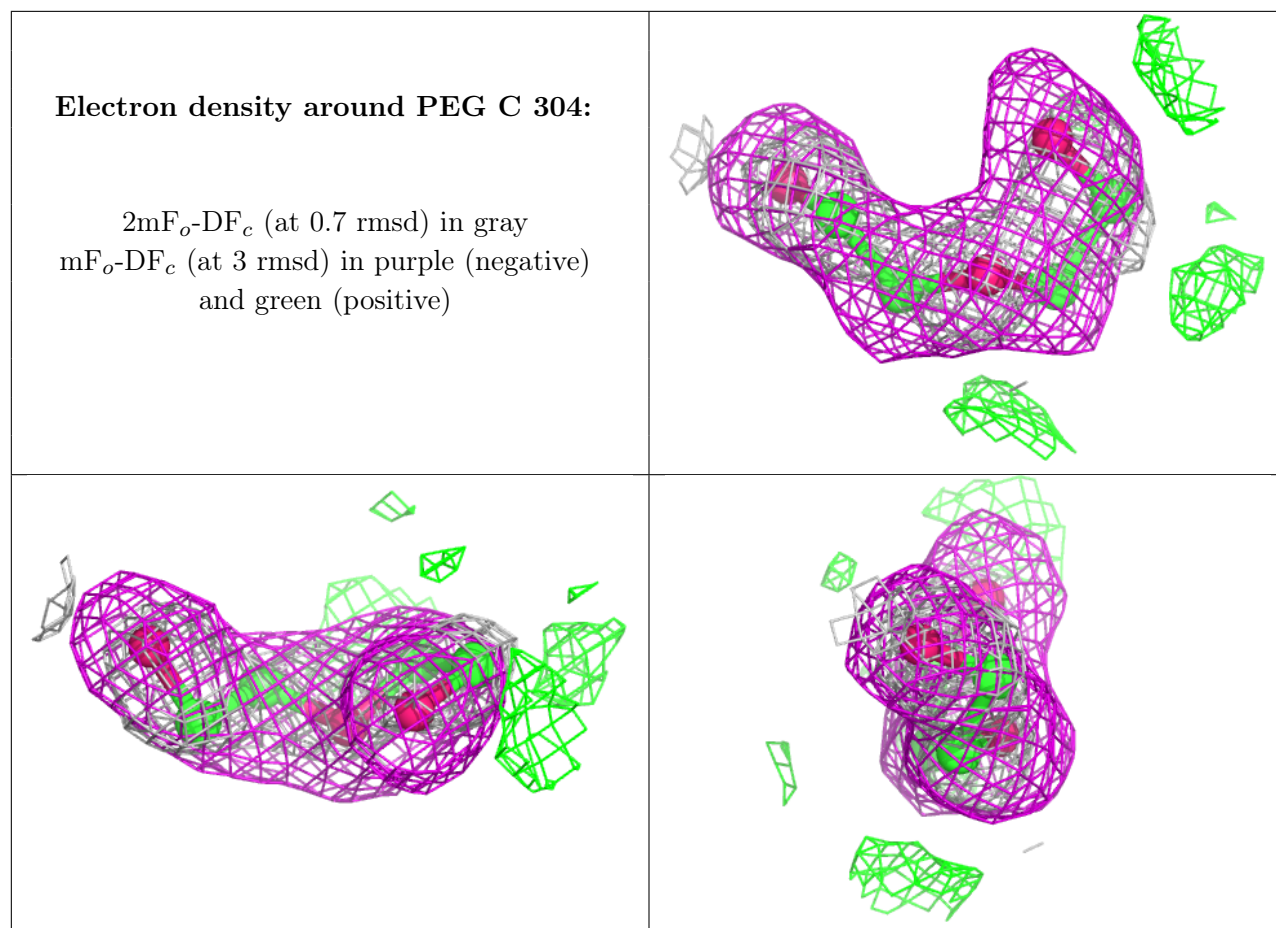 Electron density around PEG C 304:
2mFₒ-DF𝒸 (at 0.7 rmsd) in gray
mFₒ-DF𝒸 (at 3 rmsd) in purple (negative)
and green (positive)